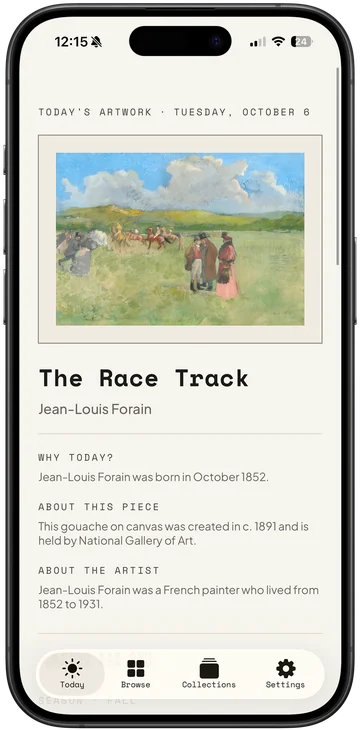 12:15
24
TODAY'S ARTWORK · TUESDAY, OCTOBER 6
The Race Track
Jean-Louis Forain
WHY TODAY?
Jean-Louis Forain was born in October 1852.
ABOUT THIS PIECE
This gouache on canvas was created in c. 1891 and is
held by National Gallery of Art.
ABOUT THE ARTIST
Jean-Louis Forain was a French painter who lived from
1852 to 1931.
Today Browse Collections Settings
SEASON · FALL